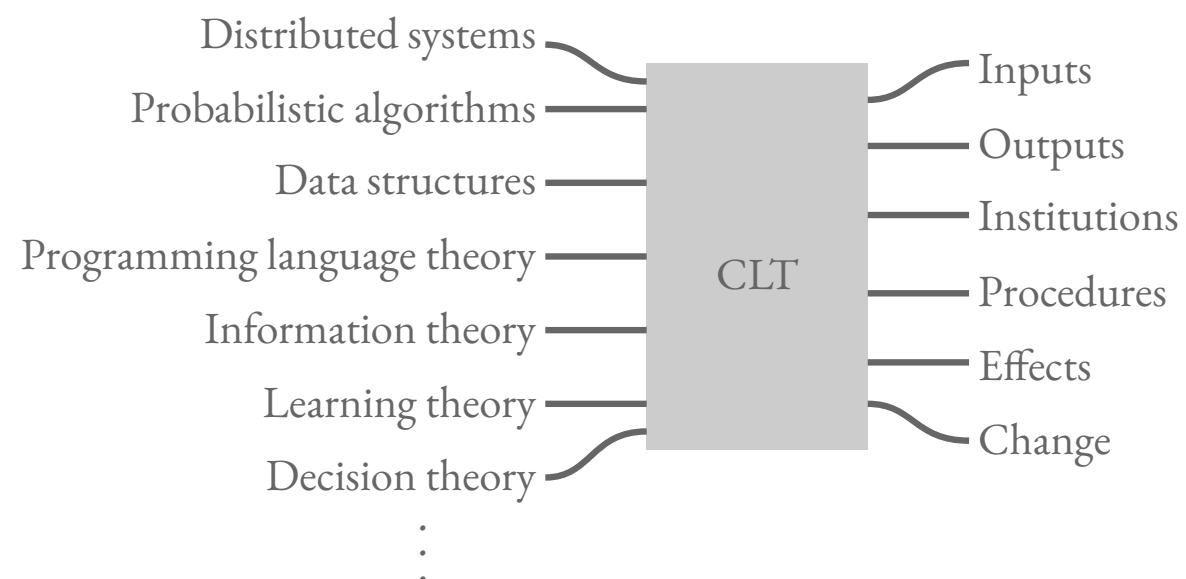 Distributed systems
Probabilistic algorithms
Data structures
Programming language theory
Information theory
Learning theory
Decision theory
.
.
.
CLT
Inputs
Outputs
Institutions
Procedures
Effects
Change